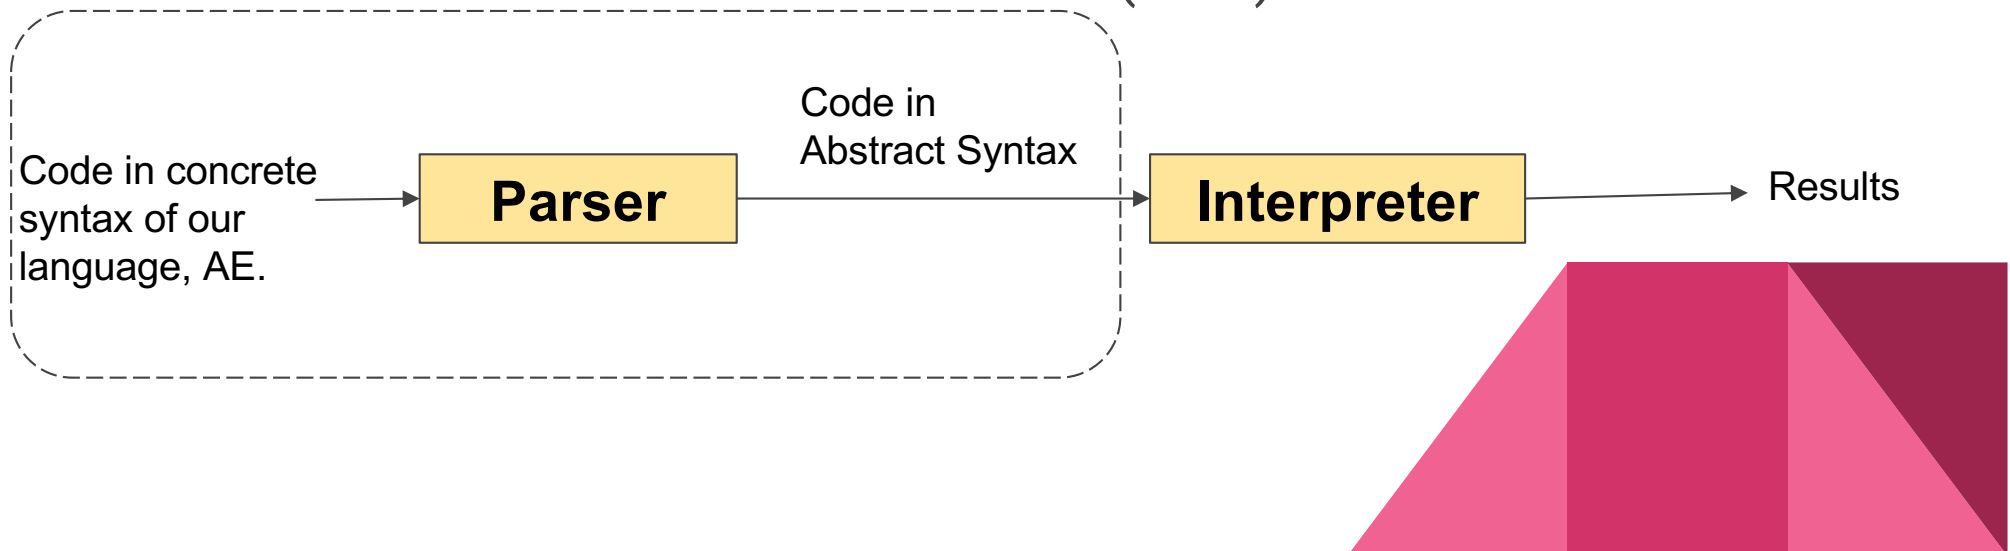 Code in concrete
syntax of our
language, AE.
Parser
Code in
Abstract Syntax
Interpreter
Results